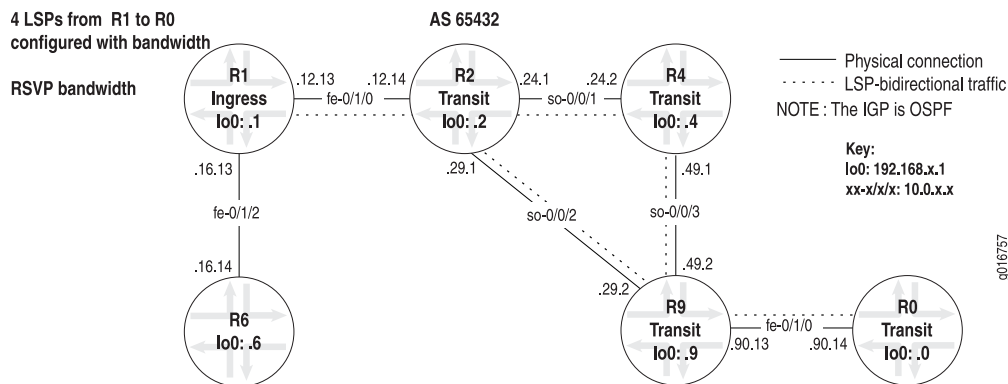 4 LSPs from R1 to R0
configured with bandwidth
AS 65432
RSVP bandwidth
R1
Ingress
lo0: .1
.12.13
fe-0/1/0
.12.14
R2
Transit
lo0: .2
.24.1
so-0/0/1
.24.2
R4
Transit
lo0: .4
Physical connection
LSP-bidirectional traffic
NOTE : The IGP is OSPF
Key:
lo0: 192.168.x.1
xx-x/x/x: 10.0.x.x
.16.13
fe-0/1/2
.16.14
.29.1
so-0/0/2
.29.2
.49.1
so-0/0/3
.49.2
R6
lo0: .6
R9
Transit
lo0: .9
.90.13
fe-0/1/0
.90.14
R0
Transit
lo0: .0
g016757